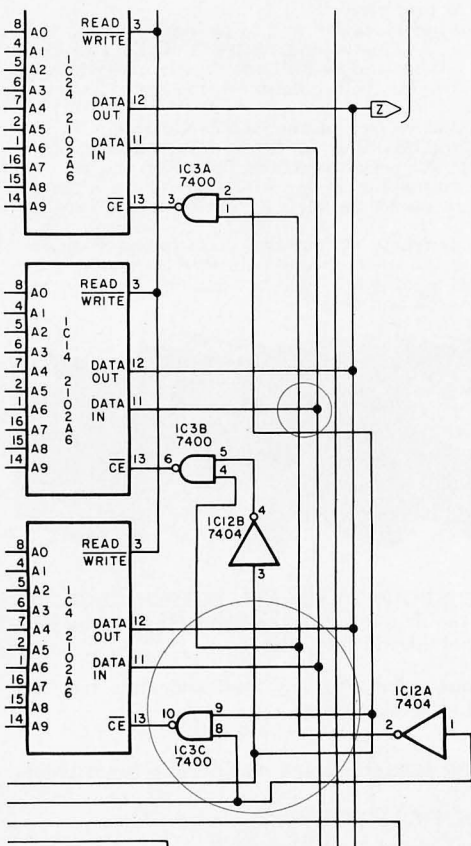 8 A0
4 A1
5 A2
6 A3
7 A4
2 A5
1 A6
16 A7
15 A8
14 A9
IC24 2102A6
READ 3
WRITE
DATA 12
OUT
DATA 11
IN
CE 13
Z
IC3A
7400
3
2
1
8 A0
4 A1
5 A2
6 A3
7 A4
2 A5
1 A6
16 A7
15 A8
14 A9
IC14 2102A6
READ 3
WRITE
DATA 12
OUT
DATA 11
IN
CE 13
IC3B
7400
6
5
4
IC12B
7404
4
3
8 A0
4 A1
5 A2
6 A3
7 A4
2 A5
1 A6
16 A7
15 A8
14 A9
IC4 2102A6
READ 3
WRITE
DATA 12
OUT
DATA 11
IN
CE 13
10
9
8
IC3C
7400
IC12A
7404
2
1